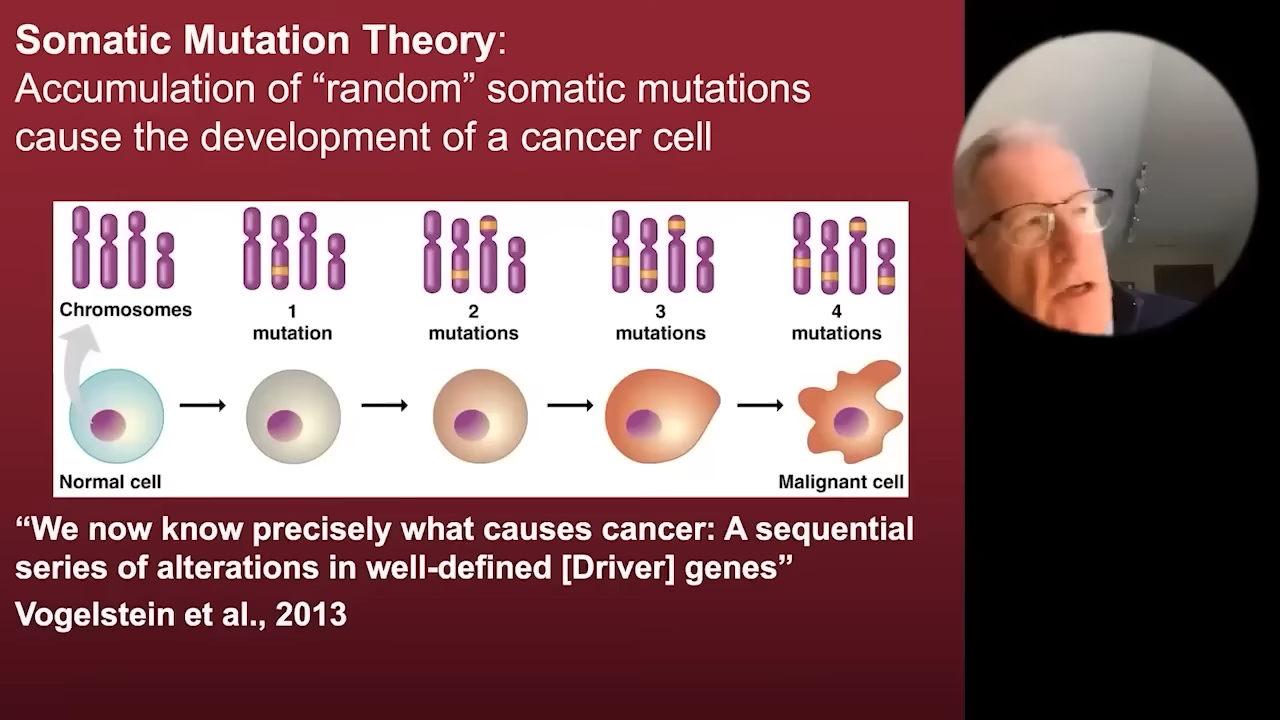 Somatic Mutation Theory:
Accumulation of “random” somatic mutations
cause the development of a cancer cell
Chromosomes
1
mutation
2
mutations
3
mutations
4
mutations
Normal cell
Malignant cell
“We now know precisely what causes cancer: A sequential
series of alterations in well-defined [Driver] genes”
Vogelstein et al., 2013